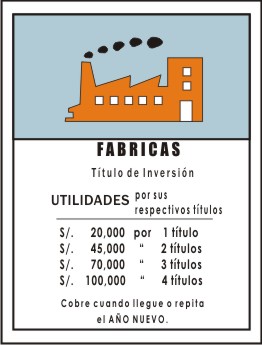 FABRICAS
Título de Inversión
UTILIDADES por sus
respectivos títulos
S/. 20,000 por 1 título
S/. 45,000 “ 2 títulos
S/. 70,000 “ 3 títulos
S/. 100,000 “ 4 títulos
Cobre cuando llegue o repita
el AÑO NUEVO.